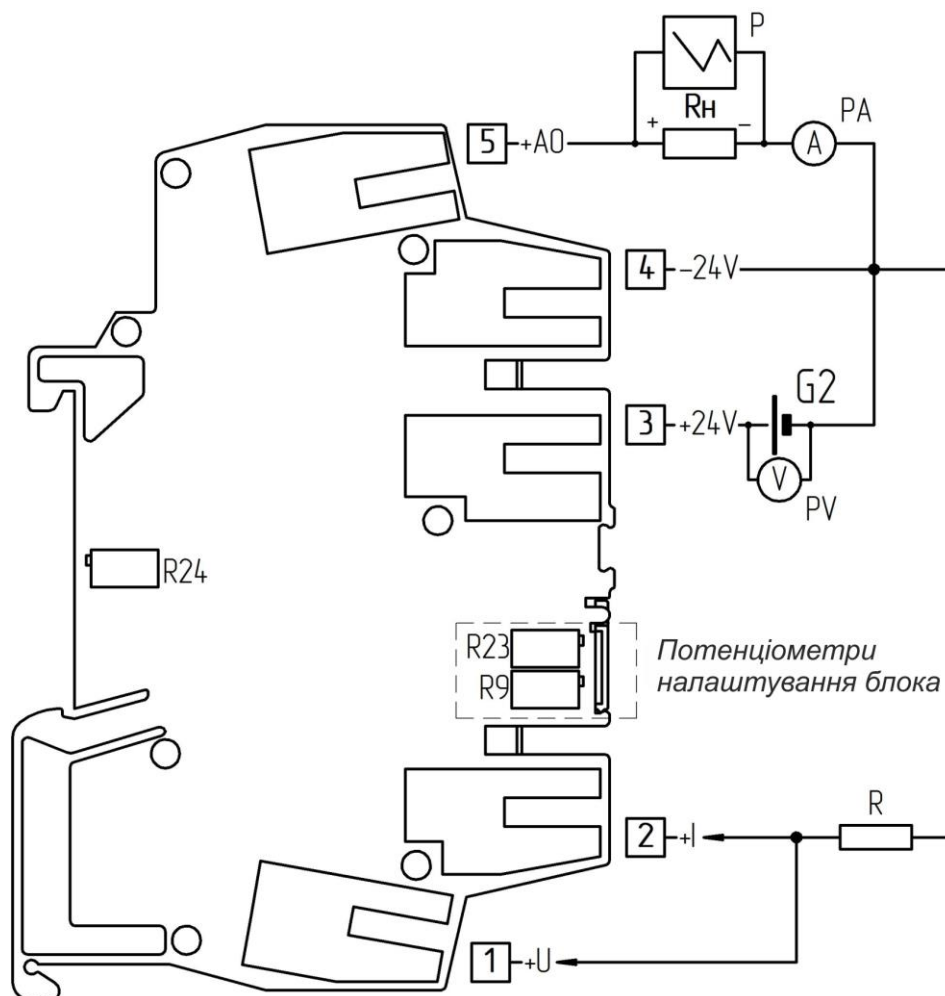 P
Rн
+
−
PA
5
+AO
A
4
−24V
G2
3
+24V
V
PV
R24
R23
R9
Потенціометри
налаштування блока
R
2
+I
1
+U